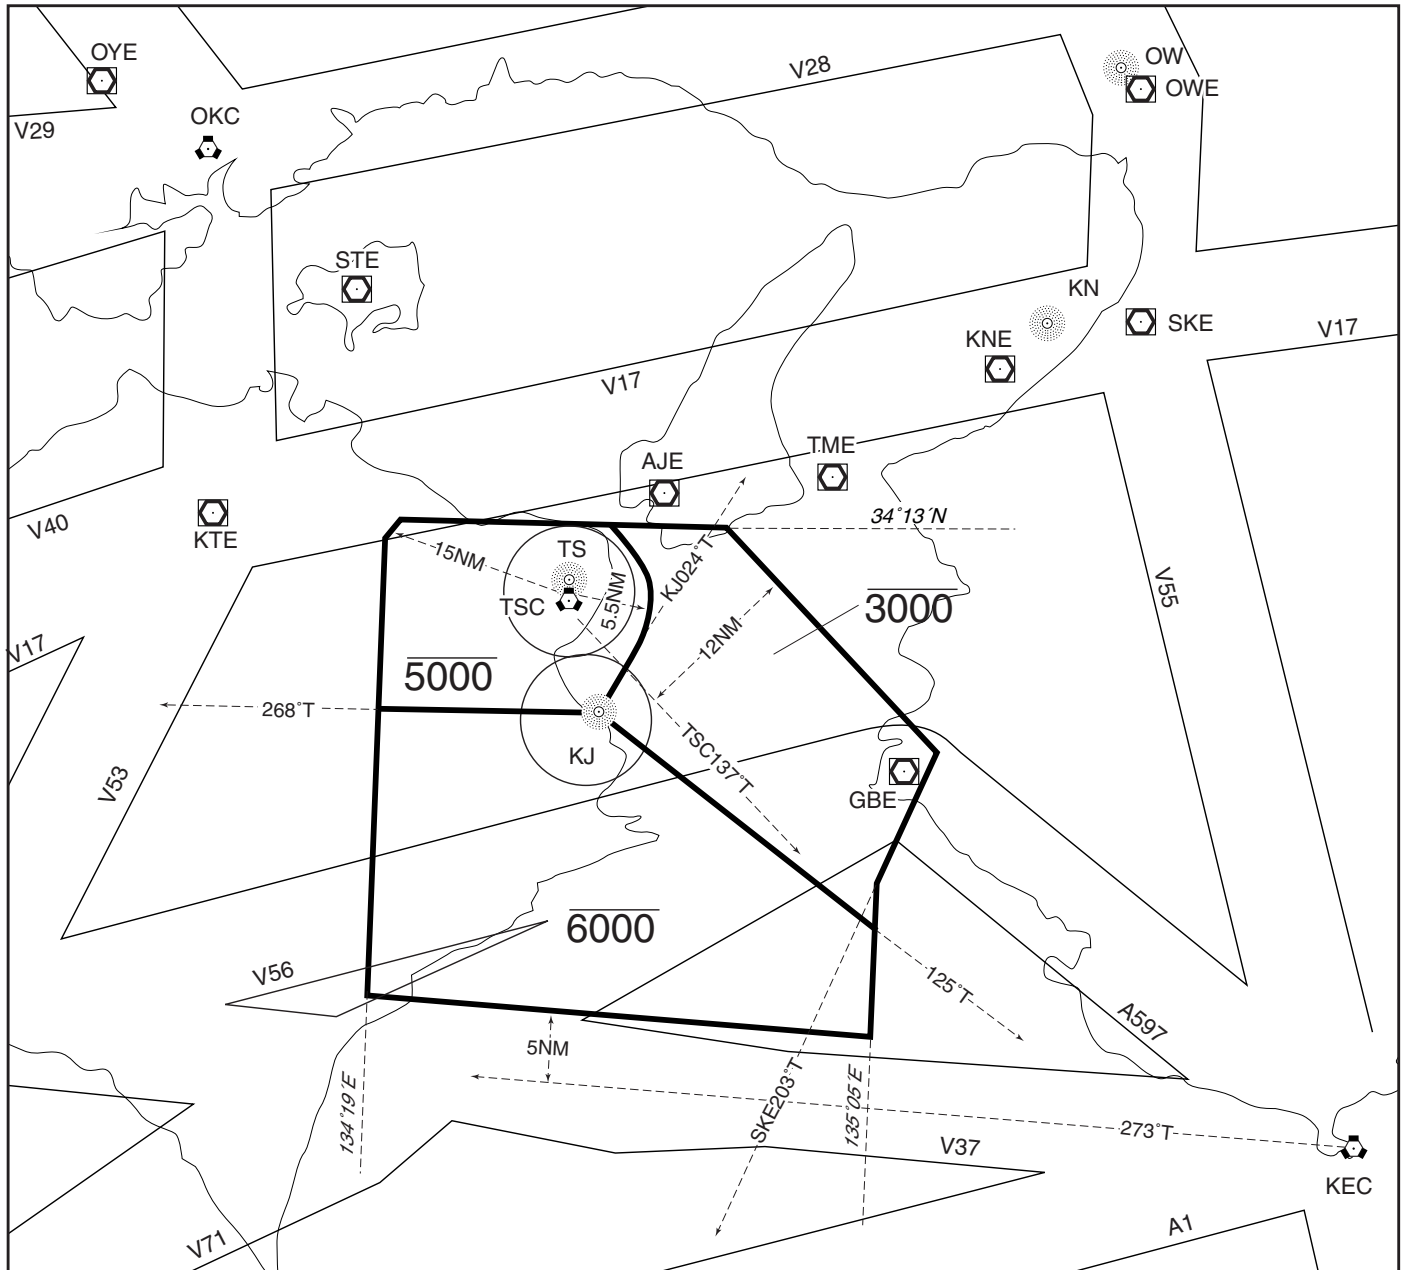 OYE
OW
V28
OWE
OKC
V29
STE
KN
SKE
V17
KNE
V17
TME
AJE
34°13′N
V40
KTE
15NM
TS
KJ024°T
V55
TSC
5.5NM
3000
12NM
V17
5000
268°T
TSC137°T
KJ
V53
GBE
6000
V56
125°T
A597
5NM
SKE203°T
134°19′E
135°05′E
273°T
V37
KEC
A1
V71